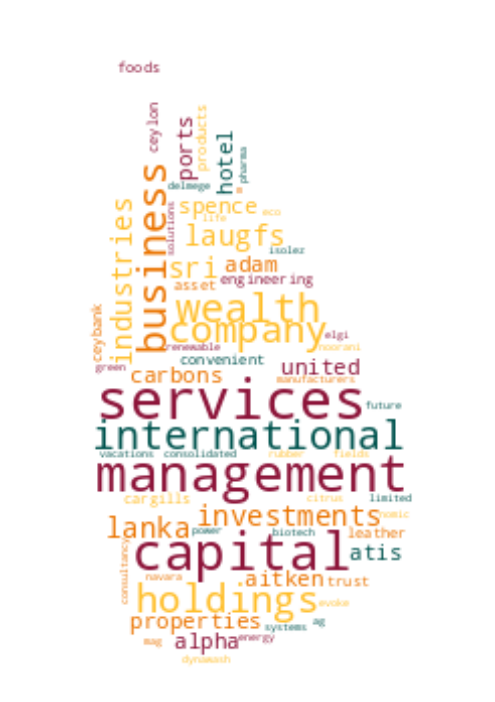 foods
ceylon
ports
products
hotel
pharma
delmege
business
industries
solutions
spence
eco
life
laugfs
isolez
sri
adam
engineering
asset
wealth
company
elgi
noorani
ceybank
renewable
green
convenient
united
carbons
manufacturers
services
future
international
vacations
consolidated
rubber
fields
management
cargills
citrus
limited
investments
homic
lanka
power
biotech
leather
capital
atis
consultancy
navara
aitken
trust
holdings
evoke
properties
systems
ag
mag
alpha
energy
dynawash